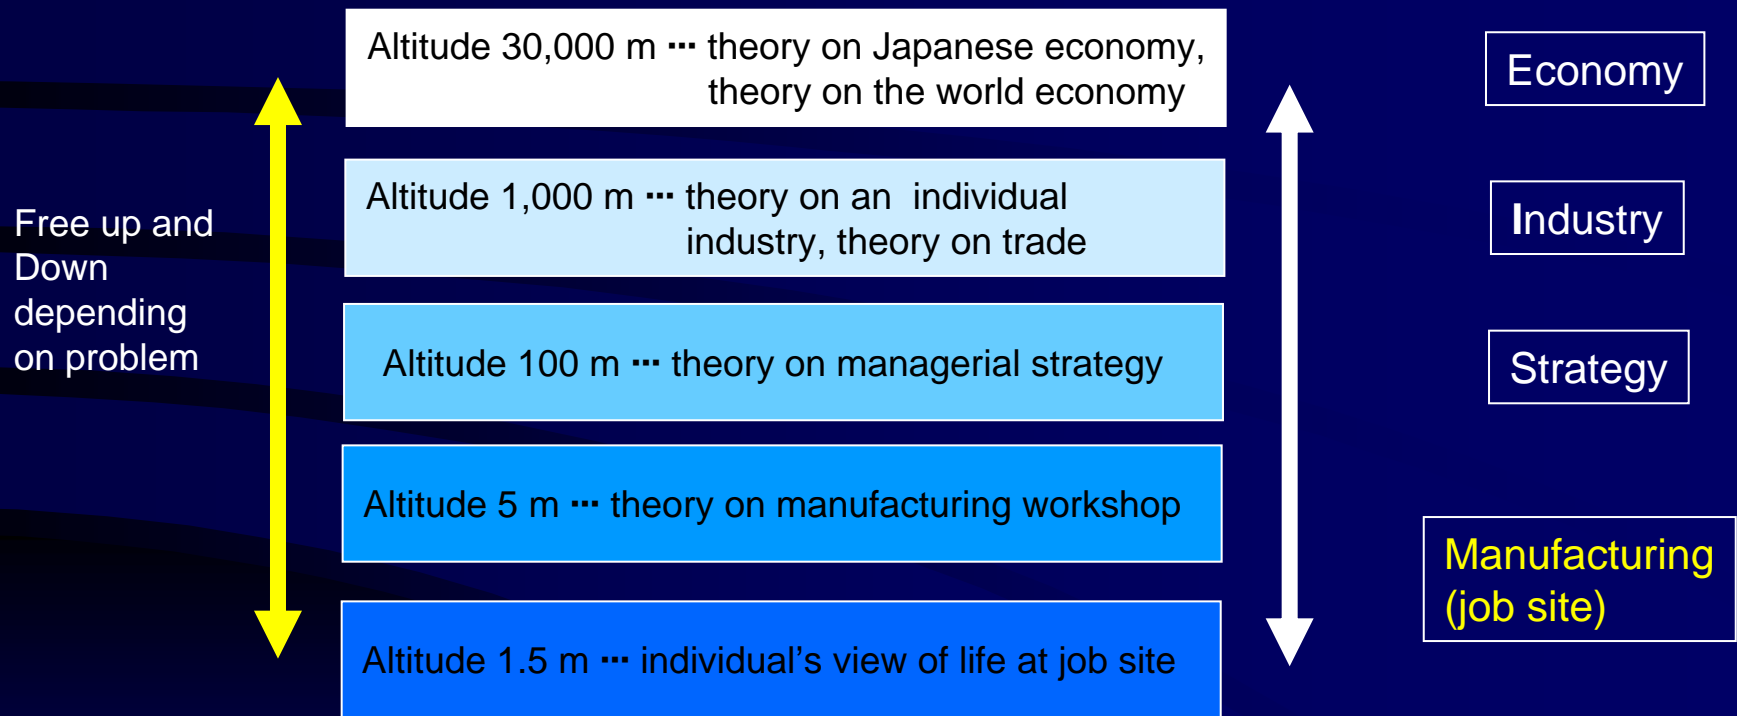 Altitude 30,000 m ··· theory on Japanese economy,
theory on the world economy
Economy
Altitude 1,000 m ··· theory on an  individual
industry, theory on trade
Industry
Free up and
Down
depending
on problem
Altitude 100 m ··· theory on managerial strategy
Strategy
Altitude 5 m ··· theory on manufacturing workshop
Manufacturing
(job site)
Altitude 1.5 m ··· individual’s view of life at job site